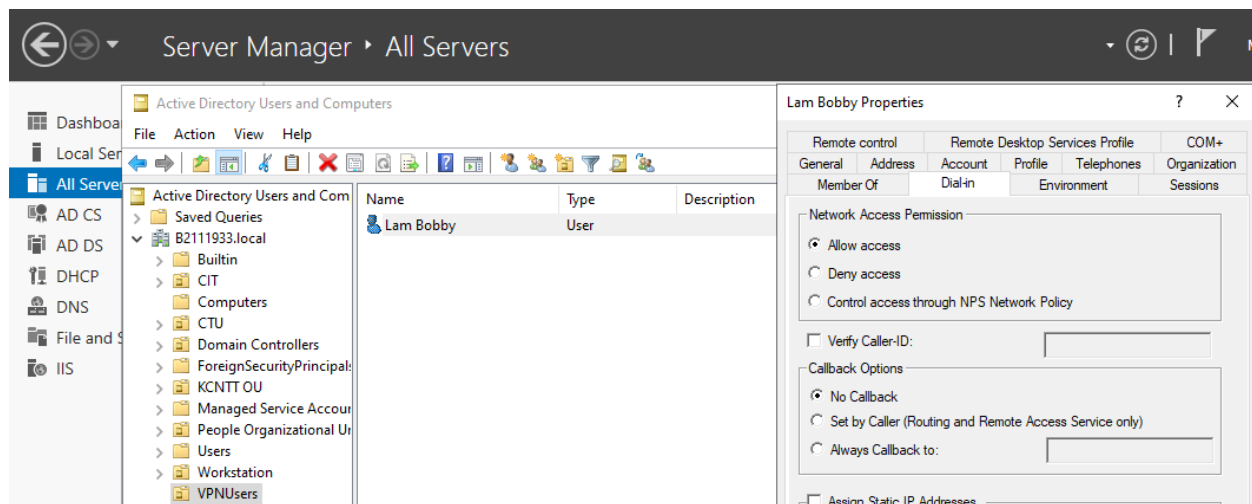 Server Manager ‣ All Servers
Dashboa
Local Ser
All Server
AD CS
AD DS
DHCP
DNS
File and S
IIS
Active Directory Users and Computers
File Action View Help
Active Directory Users and Com
Saved Queries
B2111933.local
Builtin
CIT
Computers
CTU
Domain Controllers
ForeignSecurityPrincipals
KCNTT OU
Managed Service Accour
People Organizational Ur
Users
Workstation
VPNUsers
Name Type Description
Lam Bobby User
Lam Bobby Properties ?
Remote control Remote Desktop Services Profile COM+
General Address Account Profile Telephones Organization
Member Of Dial-in Environment Sessions
Network Access Permission
Allow access
Deny access
Control access through NPS Network Policy
Verify Caller-ID:
Callback Options
No Callback
Set by Caller (Routing and Remote Access Service only)
Always Callback to:
Assign Static IP Addresses